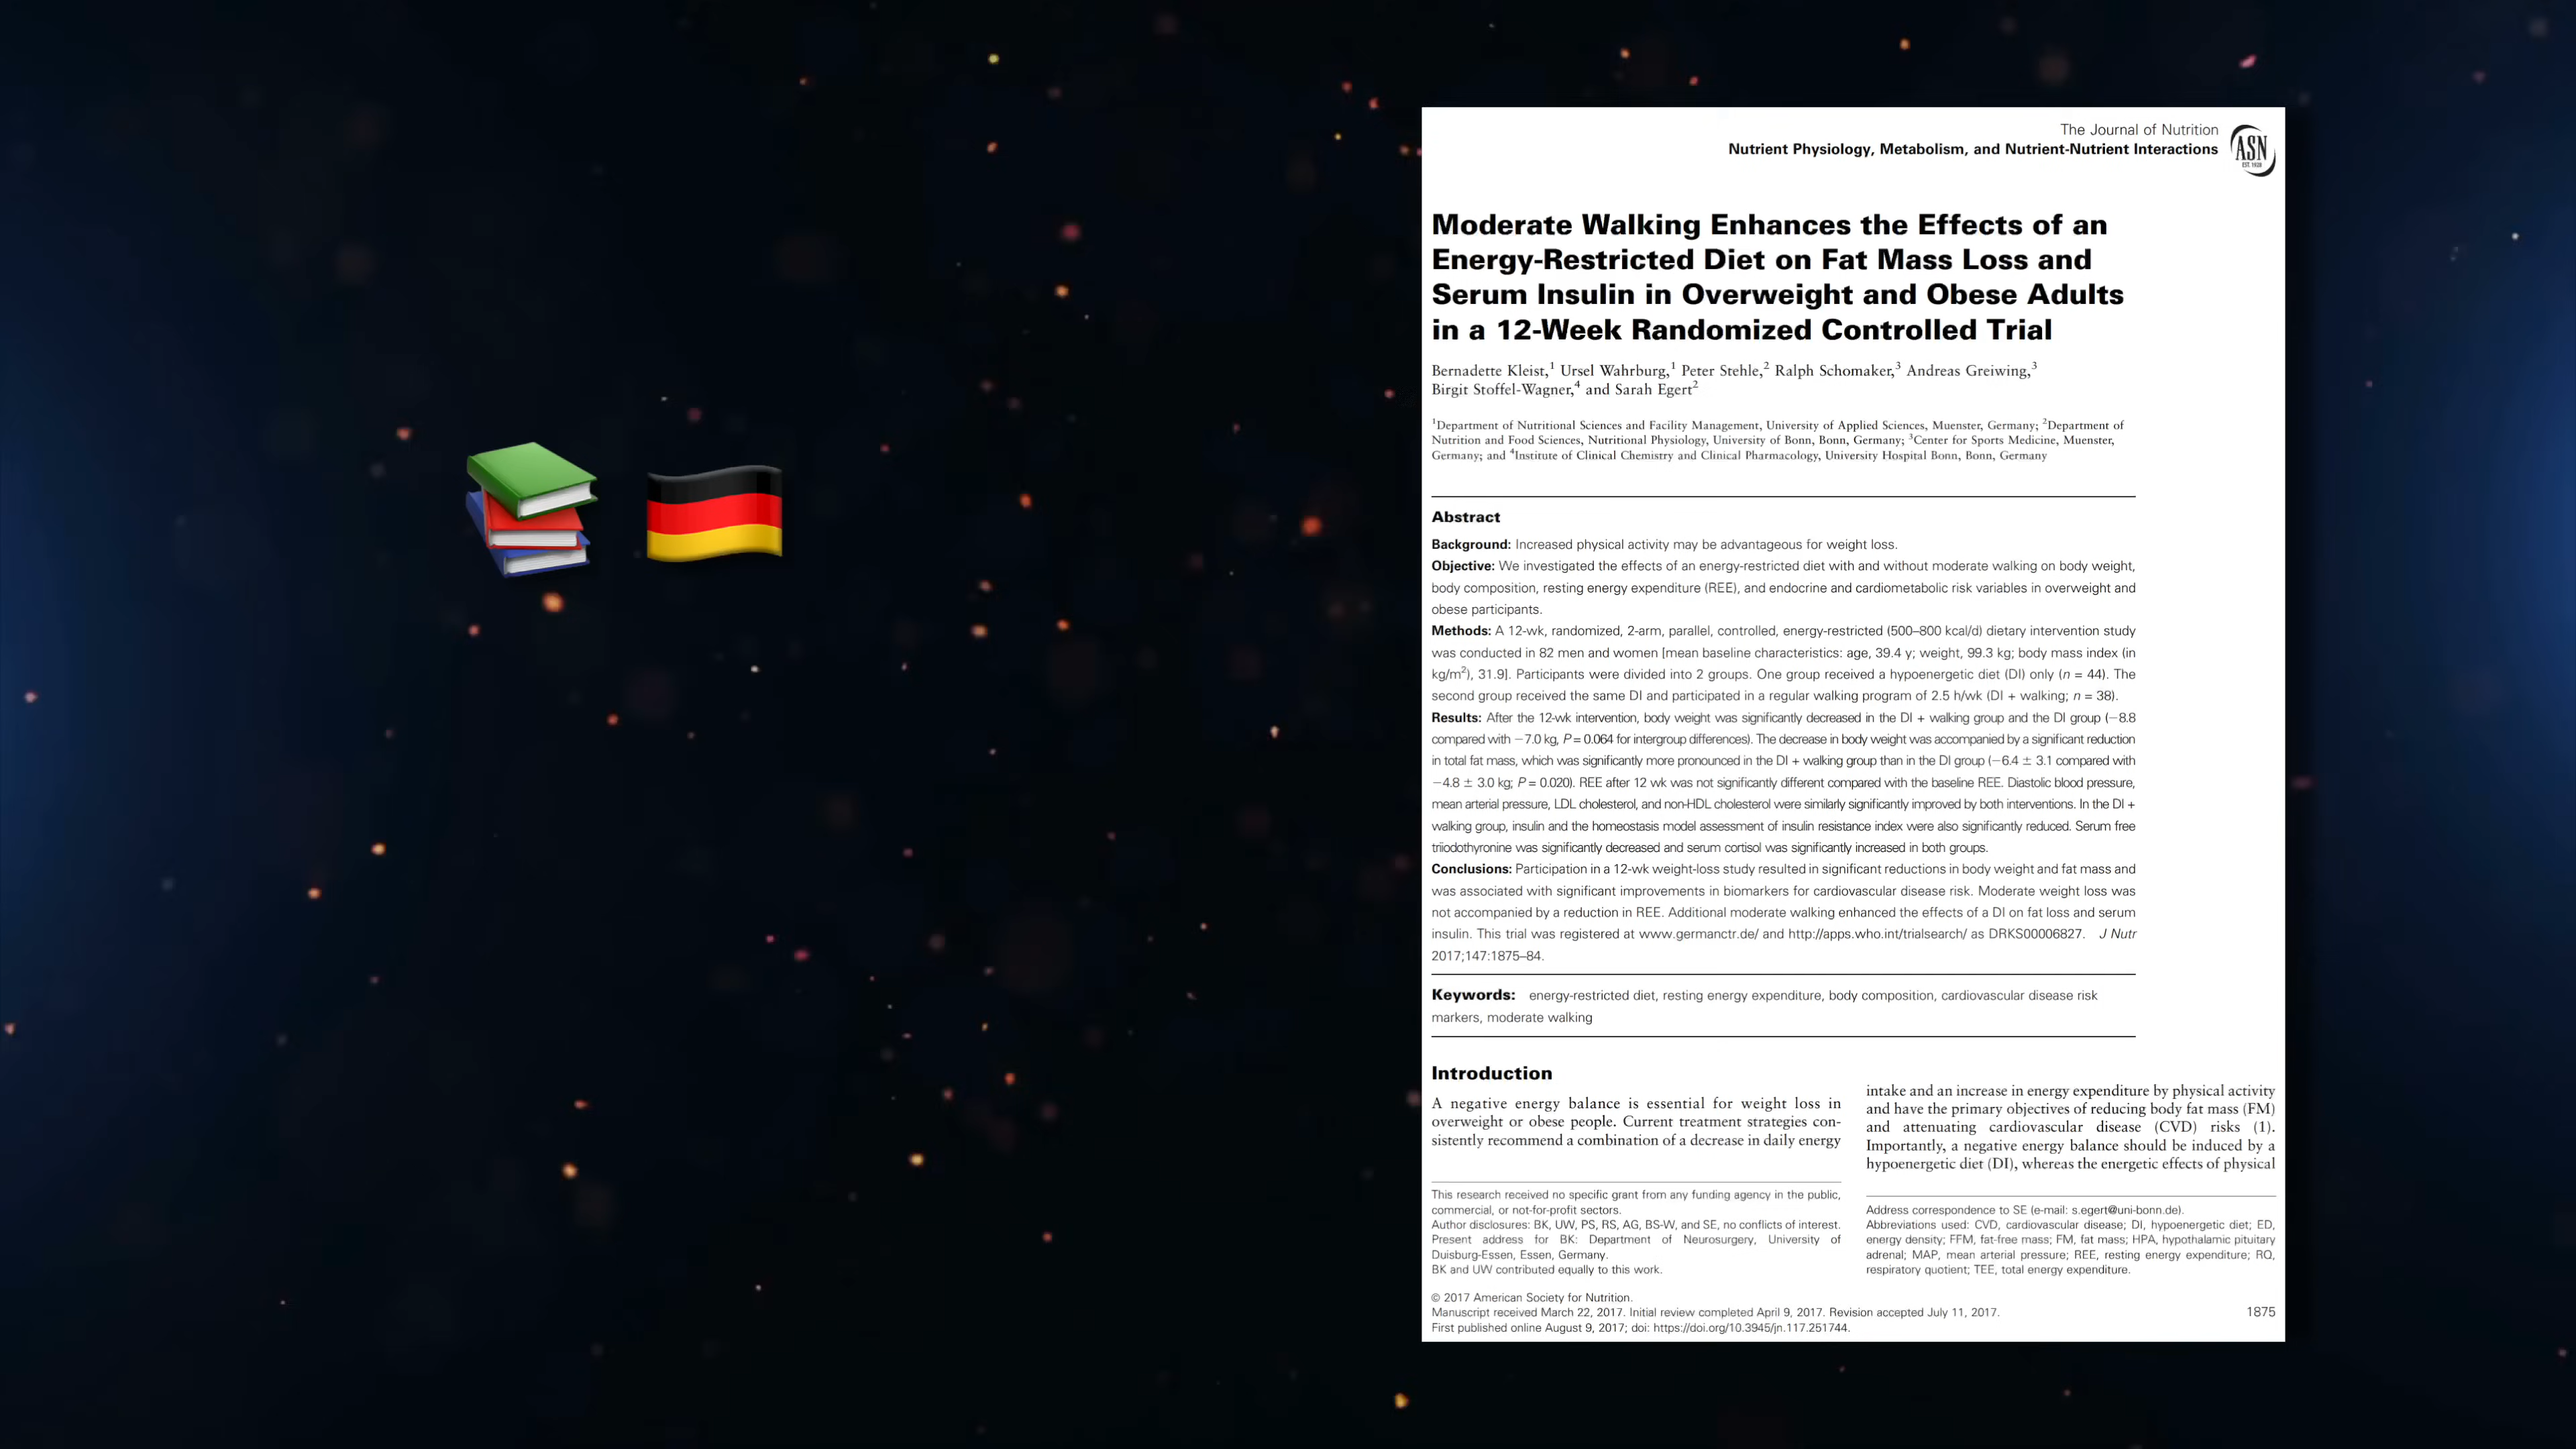 The Journal of Nutrition
Nutrient Physiology, Metabolism, and Nutrient-Nutrient Interactions
ASN
EST. 1928
Moderate Walking Enhances the Effects of an
Energy-Restricted Diet on Fat Mass Loss and
Serum Insulin in Overweight and Obese Adults
in a 12-Week Randomized Controlled Trial
Bernadette Kleist,1 Ursel Wahrburg,1 Peter Stehle,2 Ralph Schomaker,3 Andreas Greiwing,3
Birgit Stoffel-Wagner,4 and Sarah Egert2
1Department of Nutritional Sciences and Facility Management, University of Applied Sciences, Muenster, Germany; 2Department of
Nutrition and Food Sciences, Nutritional Physiology, University of Bonn, Bonn, Germany; 3Center for Sports Medicine, Muenster,
Germany; and 4Institute of Clinical Chemistry and Clinical Pharmacology, University Hospital Bonn, Bonn, Germany
Abstract
Background: Increased physical activity may be advantageous for weight loss.
Objective: We investigated the effects of an energy-restricted diet with and without moderate walking on body weight,
body composition, resting energy expenditure (REE), and endocrine and cardiometabolic risk variables in overweight and
obese participants.
Methods: A 12-wk, randomized, 2-arm, parallel, controlled, energy-restricted (500–800 kcal/d) dietary intervention study
was conducted in 82 men and women [mean baseline characteristics: age, 39.4 y; weight, 99.3 kg; body mass index (in
kg/m2), 31.9]. Participants were divided into 2 groups. One group received a hypoenergetic diet (DI) only (n = 44). The
second group received the same DI and participated in a regular walking program of 2.5 h/wk (DI + walking; n = 38).
Results: After the 12-wk intervention, body weight was significantly decreased in the DI + walking group and the DI group (−8.8
compared with −7.0 kg, P = 0.064 for intergroup differences). The decrease in body weight was accompanied by a significant reduction
in total fat mass, which was significantly more pronounced in the DI + walking group than in the DI group (−6.4 ± 3.1 compared with
−4.8 ± 3.0 kg; P = 0.020). REE after 12 wk was not significantly different compared with the baseline REE. Diastolic blood pressure,
mean arterial pressure, LDL cholesterol, and non-HDL cholesterol were similarly significantly improved by both interventions. In the DI +
walking group, insulin and the homeostasis model assessment of insulin resistance index were also significantly reduced. Serum free
triiodothyronine was significantly decreased and serum cortisol was significantly increased in both groups.
Conclusions: Participation in a 12-wk weight-loss study resulted in significant reductions in body weight and fat mass and
was associated with significant improvements in biomarkers for cardiovascular disease risk. Moderate weight loss was
not accompanied by a reduction in REE. Additional moderate walking enhanced the effects of a DI on fat loss and serum
insulin. This trial was registered at www.germanctr.de/ and http://apps.who.int/trialsearch/ as DRKS00006827. J Nutr
2017;147:1875–84.
Keywords: energy-restricted diet, resting energy expenditure, body composition, cardiovascular disease risk
markers, moderate walking
Introduction
A negative energy balance is essential for weight loss in
overweight or obese people. Current treatment strategies con-
sistently recommend a combination of a decrease in daily energy
intake and an increase in energy expenditure by physical activity
and have the primary objectives of reducing body fat mass (FM)
and attenuating cardiovascular disease (CVD) risks (1).
Importantly, a negative energy balance should be induced by a
hypoenergetic diet (DI), whereas the energetic effects of physical
This research received no specific grant from any funding agency in the public,
commercial, or not-for-profit sectors.
Author disclosures: BK, UW, PS, RS, AG, BS-W, and SE, no conflicts of interest.
Present address for BK: Department of Neurosurgery, University of
Duisburg-Essen, Essen, Germany.
BK and UW contributed equally to this work.
Address correspondence to SE (e-mail: s.egert@uni-bonn.de).
Abbreviations used: CVD, cardiovascular disease; DI, hypoenergetic diet; ED,
energy density; FFM, fat-free mass; FM, fat mass; HPA, hypothalamic pituitary
adrenal; MAP, mean arterial pressure; REE, resting energy expenditure; RQ,
respiratory quotient; TEE, total energy expenditure.
© 2017 American Society for Nutrition.
Manuscript received March 22, 2017. Initial review completed April 9, 2017. Revision accepted July 11, 2017.
First published online August 9, 2017; doi: https://doi.org/10.3945/jn.117.251744.
1875